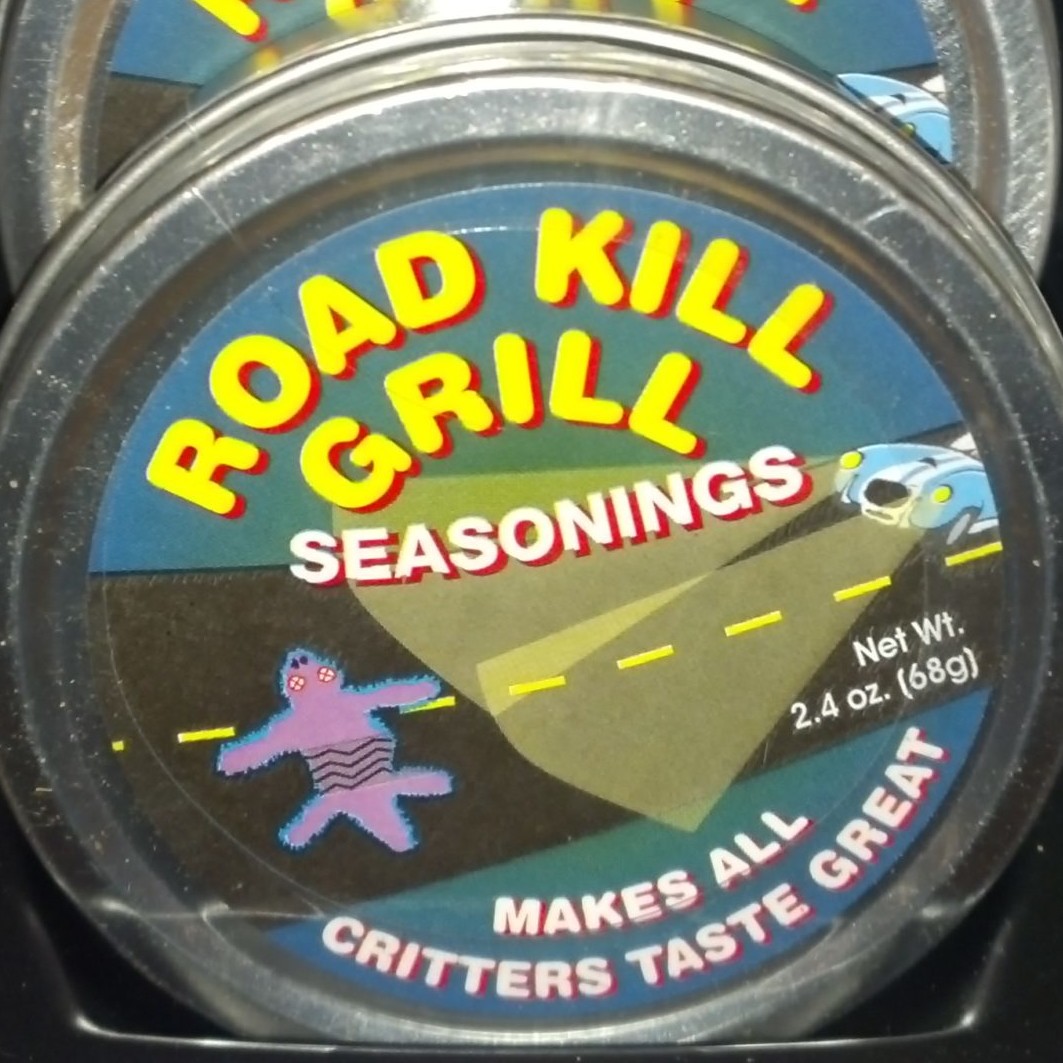 ROAD KILL
GRILL
SEASONINGS
Net Wt.
2.4 oz. (68g)
MAKES ALL
CRITTERS TASTE GREAT